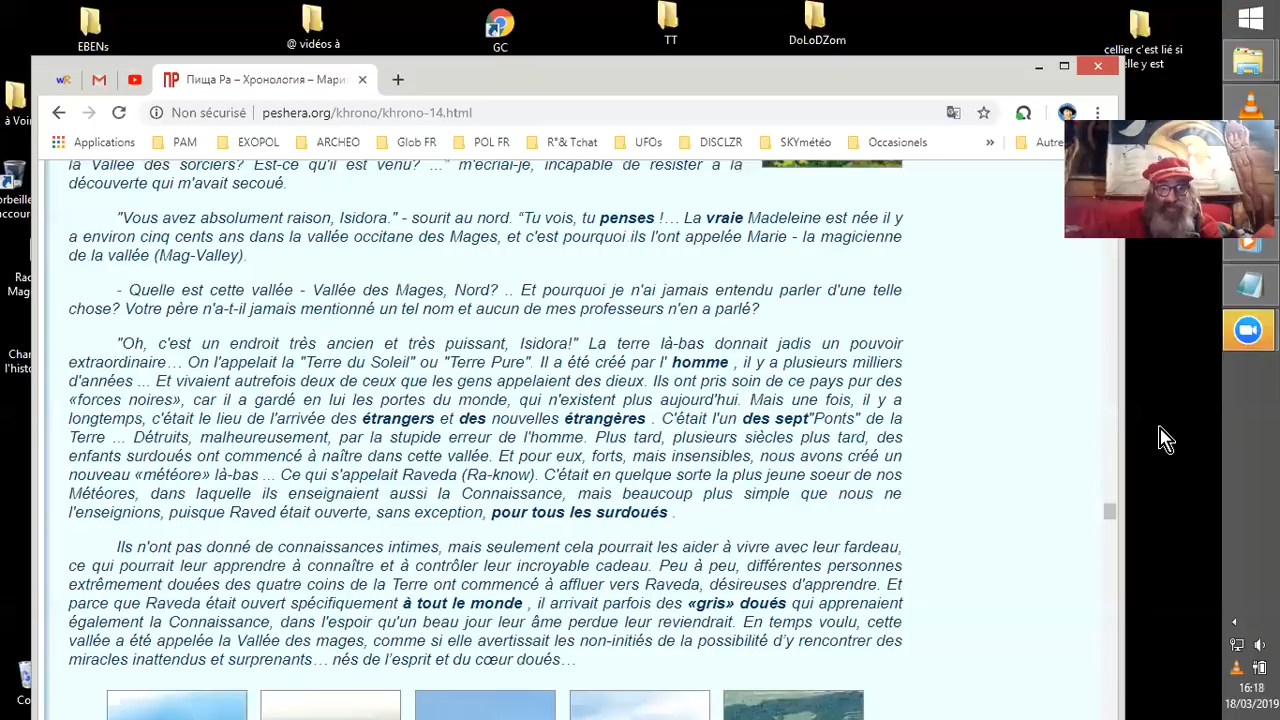 EBENs
@ vidéos à
GC
TT
DoLoDZom
cellier c'est lié si
elle y est
Пища Ра – Хронология – Мари
Non sécurisé peshera.org/khrono/khrono-14.html
Applications PAM EXOPOL ARCHEO Glob FR POL FR R°& Tchat UFOs DISCLZR SKYmétéo Occasionels » Autre
la Vallée des sorciers? Est-ce qu'il est venu? ... " m'écriai-je, incapable de résister à la
découverte qui m'avait secoué.
"Vous avez absolument raison, Isidora." - sourit au nord. “Tu vois, tu penses !… La vraie Madeleine est née il y
a environ cinq cents ans dans la vallée occitane des Mages, et c'est pourquoi ils l'ont appelée Marie - la magicienne
de la vallée (Mag-Valley).
- Quelle est cette vallée - Vallée des Mages, Nord? .. Et pourquoi je n'ai jamais entendu parler d'une telle
chose? Votre père n'a-t-il jamais mentionné un tel nom et aucun de mes professeurs n'en a parlé?
"Oh, c'est un endroit très ancien et très puissant, Isidora!" La terre là-bas donnait jadis un pouvoir
extraordinaire… On l'appelait la "Terre du Soleil" ou "Terre Pure". Il a été créé par l' homme , il y a plusieurs milliers
d'années ... Et vivaient autrefois deux de ceux que les gens appelaient des dieux. Ils ont pris soin de ce pays pur des
«forces noires», car il a gardé en lui les portes du monde, qui n'existent plus aujourd'hui. Mais une fois, il y a
longtemps, c'était le lieu de l'arrivée des étrangers et des nouvelles étrangères . C'était l'un des sept"Ponts" de la
Terre ... Détruits, malheureusement, par la stupide erreur de l'homme. Plus tard, plusieurs siècles plus tard, des
enfants surdoués ont commencé à naître dans cette vallée. Et pour eux, forts, mais insensibles, nous avons créé un
nouveau «météore» là-bas ... Ce qui s'appelait Raveda (Ra-know). C'était en quelque sorte la plus jeune soeur de nos
Météores, dans laquelle ils enseignaient aussi la Connaissance, mais beaucoup plus simple que nous ne
l'enseignions, puisque Raved était ouverte, sans exception, pour tous les surdoués .
Ils n'ont pas donné de connaissances intimes, mais seulement cela pourrait les aider à vivre avec leur fardeau,
ce qui pourrait leur apprendre à connaître et à contrôler leur incroyable cadeau. Peu à peu, différentes personnes
extrêmement douées des quatre coins de la Terre ont commencé à affluer vers Raveda, désireuses d'apprendre. Et
parce que Raveda était ouvert spécifiquement à tout le monde , il arrivait parfois des «gris» doués qui apprenaient
également la Connaissance, dans l'espoir qu'un beau jour leur âme perdue leur reviendrait. En temps voulu, cette
vallée a été appelée la Vallée des mages, comme si elle avertissait les non-initiés de la possibilité d’y rencontrer des
miracles inattendus et surprenants… nés de l’esprit et du cœur doués…
à Voir
16:18
18/03/2019